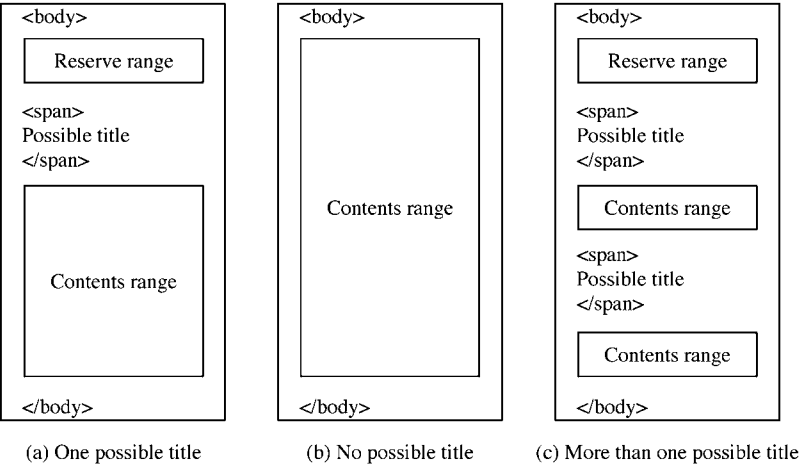 <body>
Reserve range
<span>
Possible title
</span>
Contents range
</body>
(a) One possible title
<body>
Contents range
</body>
(b) No possible title
<body>
Reserve range
<span>
Possible title
</span>
Contents range
<span>
Possible title
</span>
Contents range
</body>
(c) More than one possible title